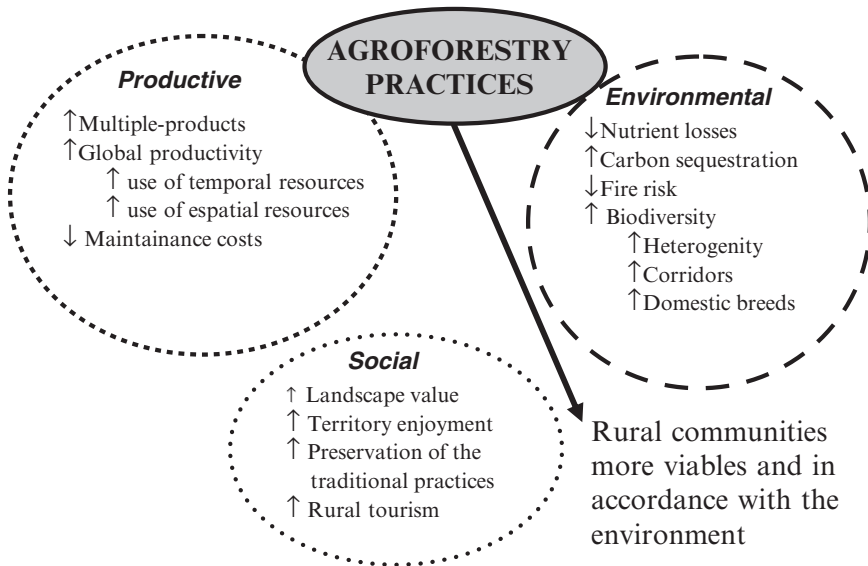 AGROFORESTRY
PRACTICES
Productive
↑Multiple-products
↑Global productivity
↑ use of temporal resources
↑ use of espatial resources
↓ Maintainance costs
Environmental
↓Nutrient losses
↑Carbon sequestration
↓Fire risk
↑ Biodiversity
↑Heterogenity
↑Corridors
↑Domestic breeds
Social
↑ Landscape value
↑ Territory enjoyment
↑ Preservation of the
traditional practices
↑ Rural tourism
Rural communities
more viables and in
accordance with the
environment